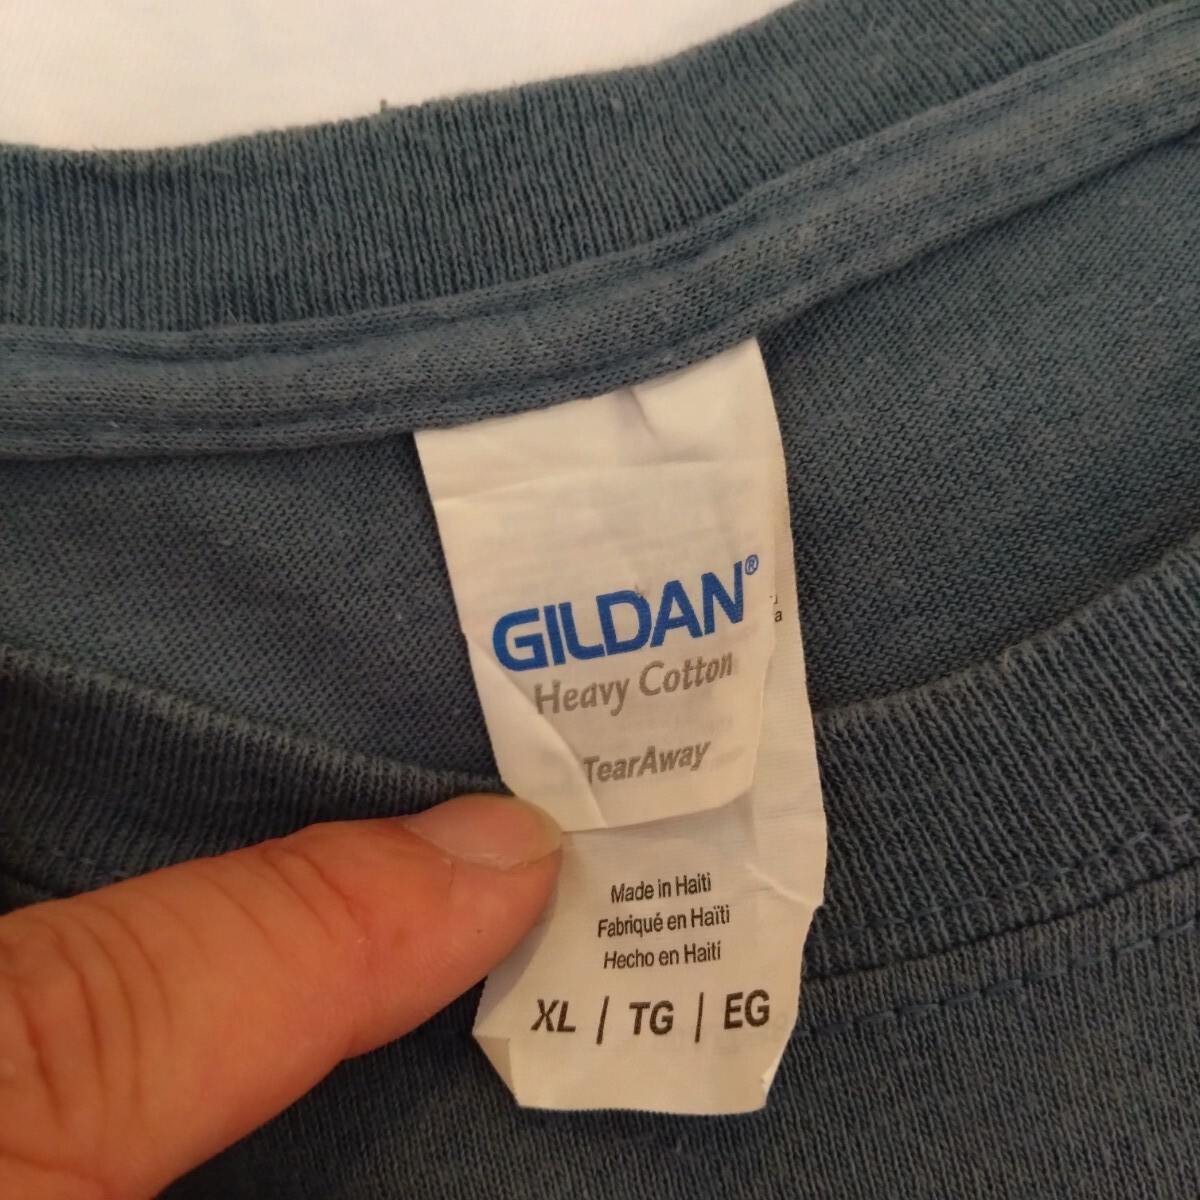 GILDAN®
Heavy Cotton
TearAway
Made in Haiti
Fabriqué en Haïti
Hecho en Haití
XL / TG / EG